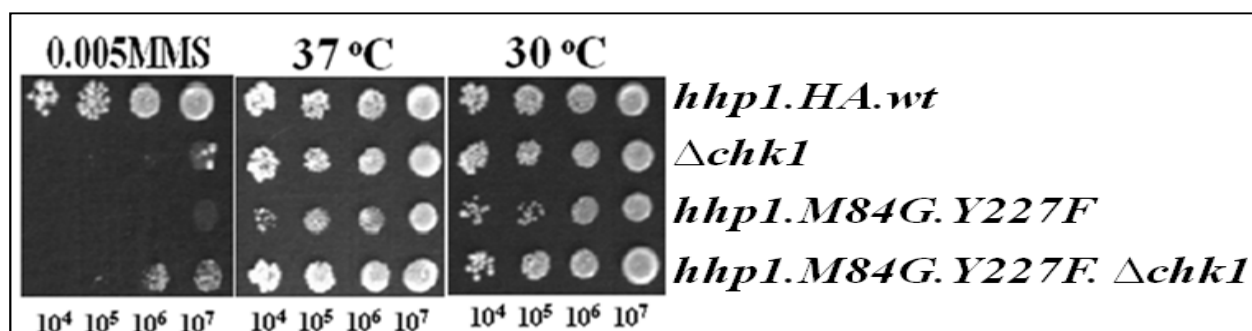 0.005MMS 37 ºC 30 ºC
hhp1.HA.wt
Δchk1
hhp1.M84G.Y227F
hhp1.M84G.Y227F. Δchk1
10⁴ 10⁵ 10⁶ 10⁷ 10⁴ 10⁵ 10⁶ 10⁷ 10⁴ 10⁵ 10⁶ 10⁷